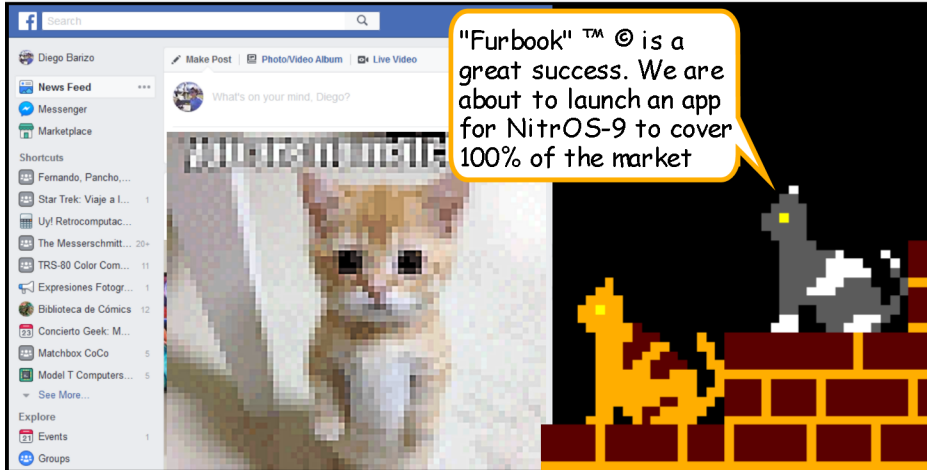 f Search
Diego Barizo
Make Post Photo/Video Album Live Video
News Feed
What's on your mind, Diego?
Messenger
Marketplace
Shortcuts
Fernando, Pancho,...
Star Trek: Viaje a l... 1
Uy! Retrocomputac...
The Messerschmitt... 20+
TRS-80 Color Com... 11
Expresiones Fotogr... 1
Biblioteca de Cómics 12
23 Concierto Geek: M...
Matchbox CoCo 5
Model T Computers... 5
See More...
Explore
21 Events 1
Groups
"Furbook" ™ © is a
great success. We are
about to launch an app
for NitrOS-9 to cover
100% of the market